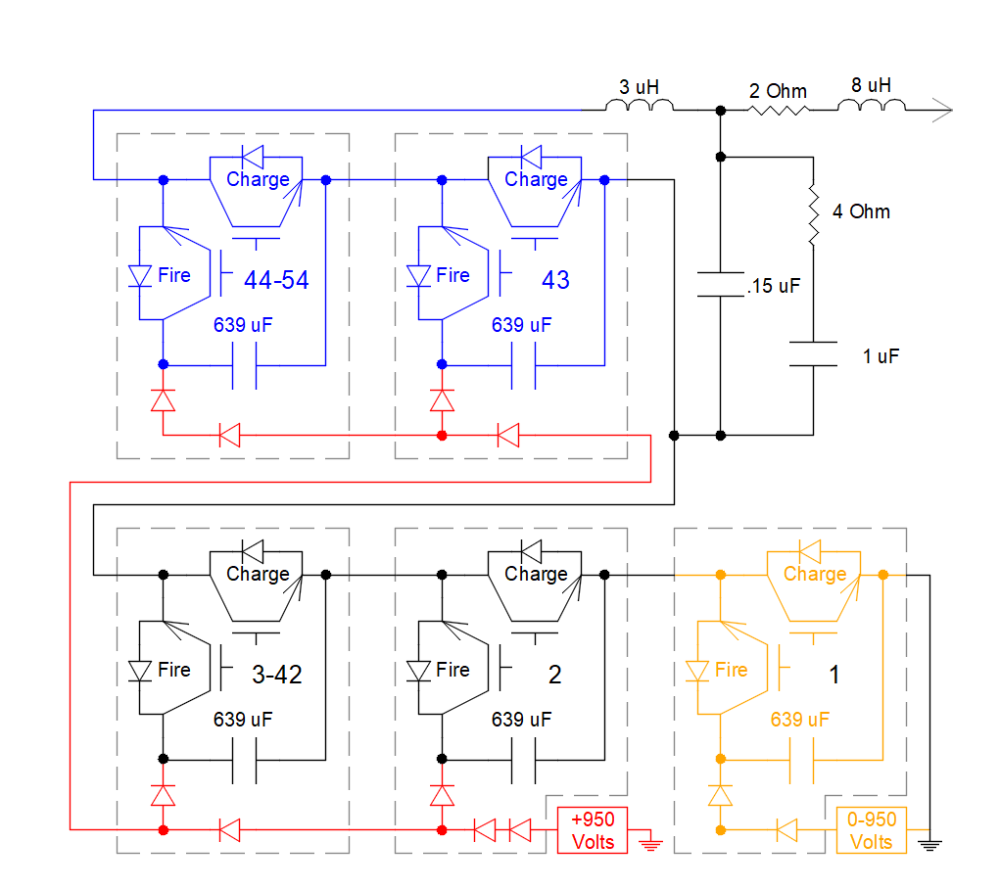 3 uH
2 Ohm
8 uH
Charge
Charge
4 Ohm
Fire
44-54
Fire
43
.15 uF
639 uF
639 uF
1 uF
Charge
Charge
Charge
Fire
3-42
Fire
2
Fire
1
639 uF
639 uF
639 uF
+950
Volts
0-950
Volts